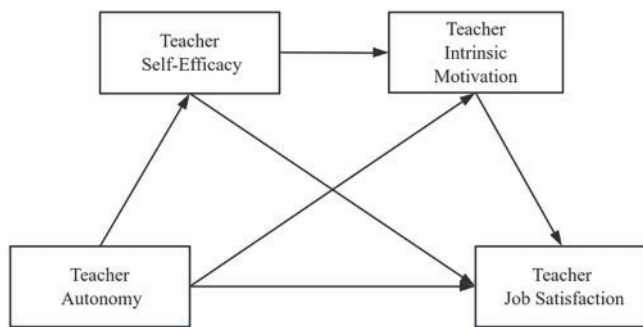 Teacher
Self-Efficacy
Teacher
Intrinsic
Motivation
Teacher
Autonomy
Teacher
Job Satisfaction